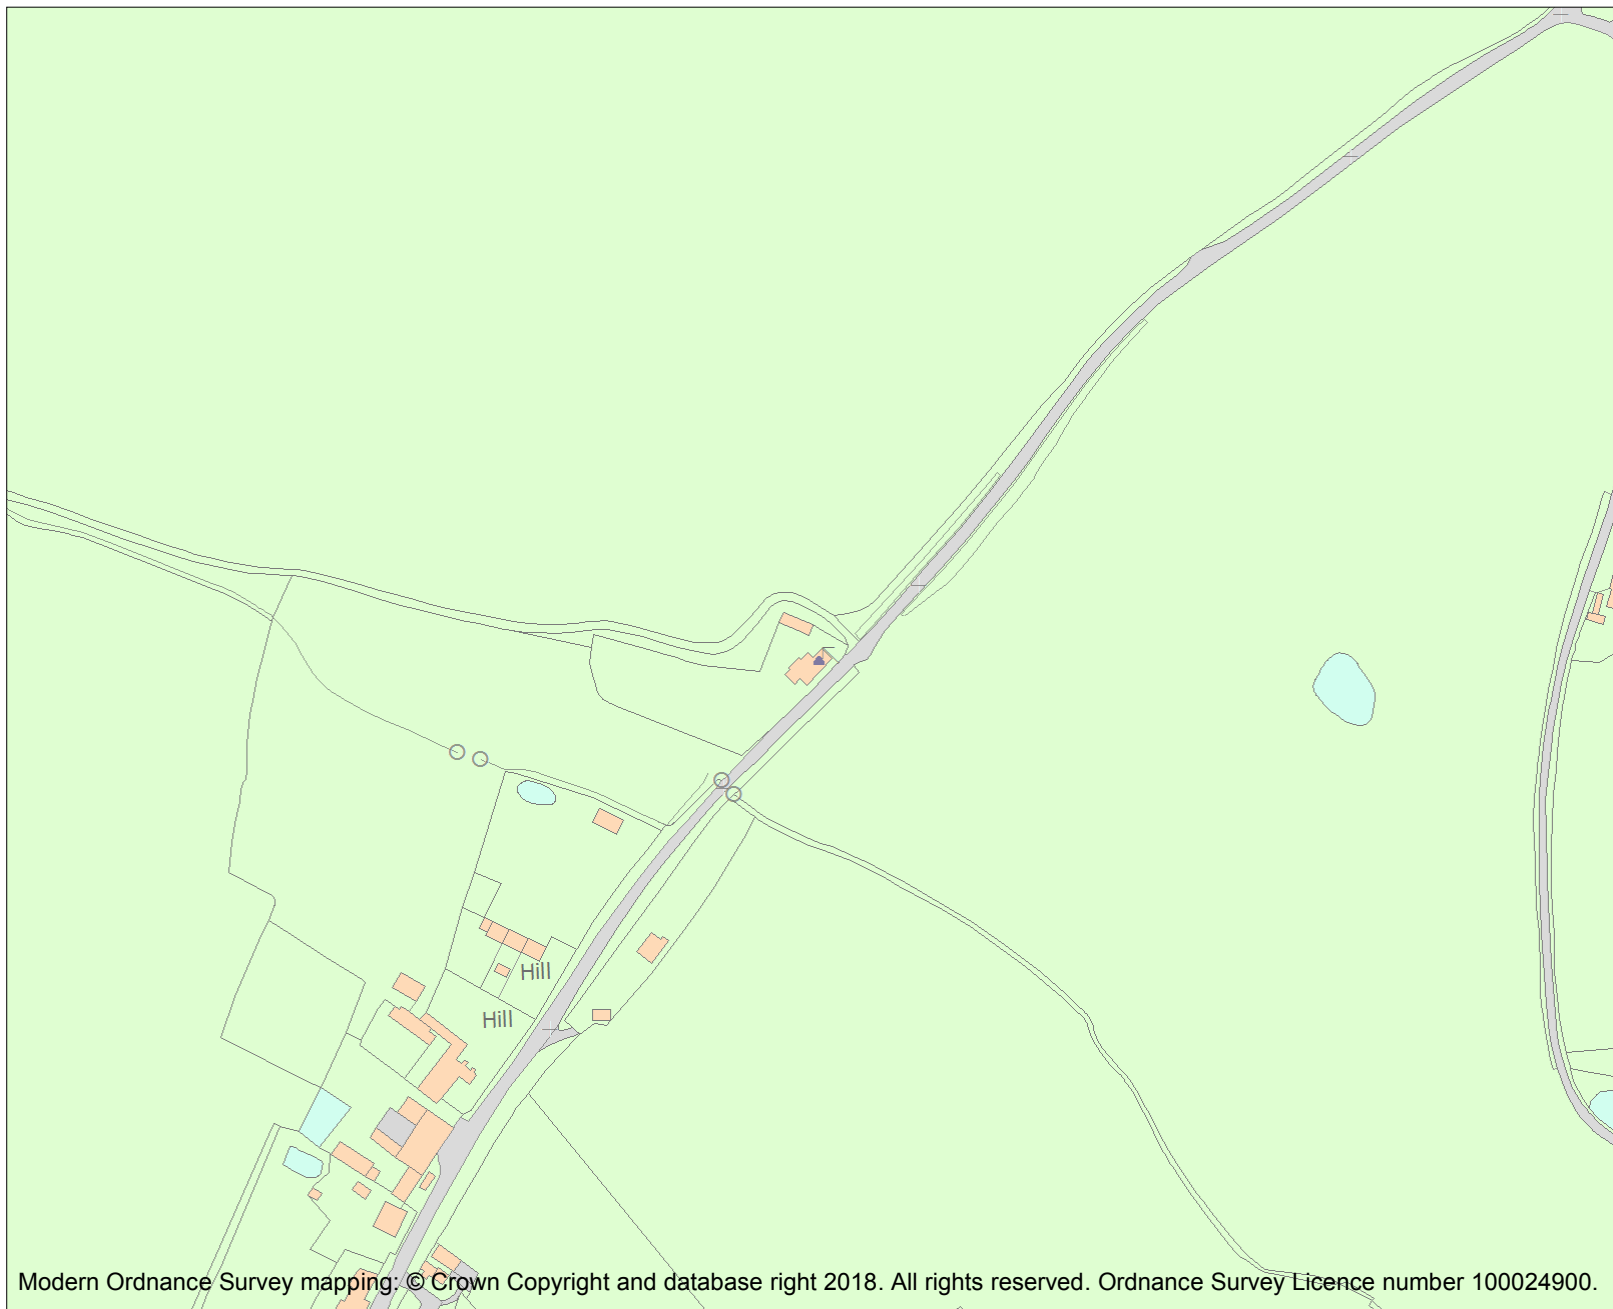 Hill
Hill
Modern Ordnance Survey mapping: © Crown Copyright and database right 2018. All rights reserved. Ordnance Survey Licence number 100024900.